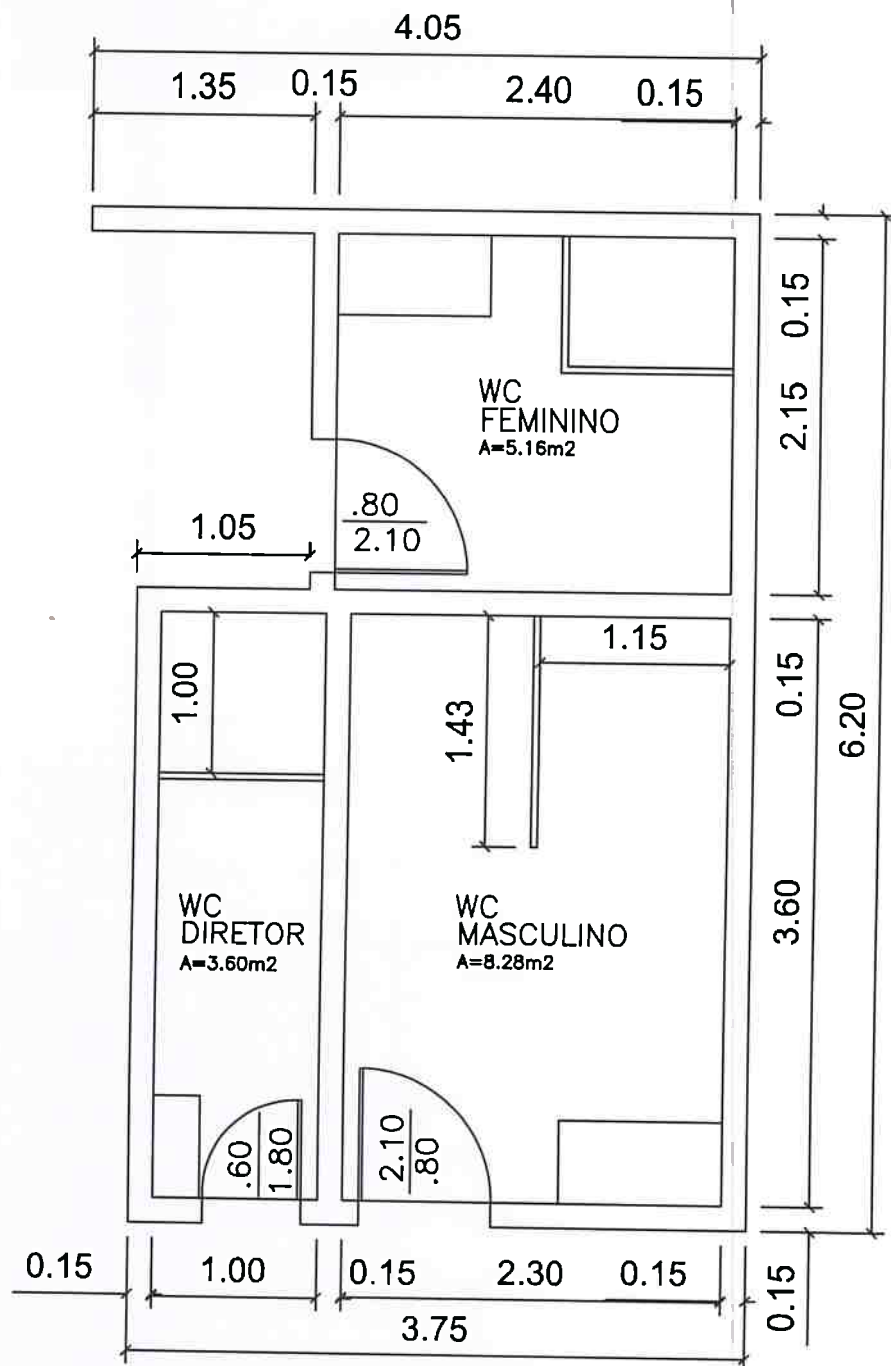 4.05
1.35 0.15 2.40 0.15
0.15
2.15
WC
FEMININO
A=5.16m2
.80
2.10
1.05
1.00
1.43
1.15
0.15
6.20
3.60
WC
DIRETOR
A=3.60m2
WC
MASCULINO
A=8.28m2
.60
1.80
2.10
.80
0.15 1.00 0.15 2.30 0.15
0.15
3.75